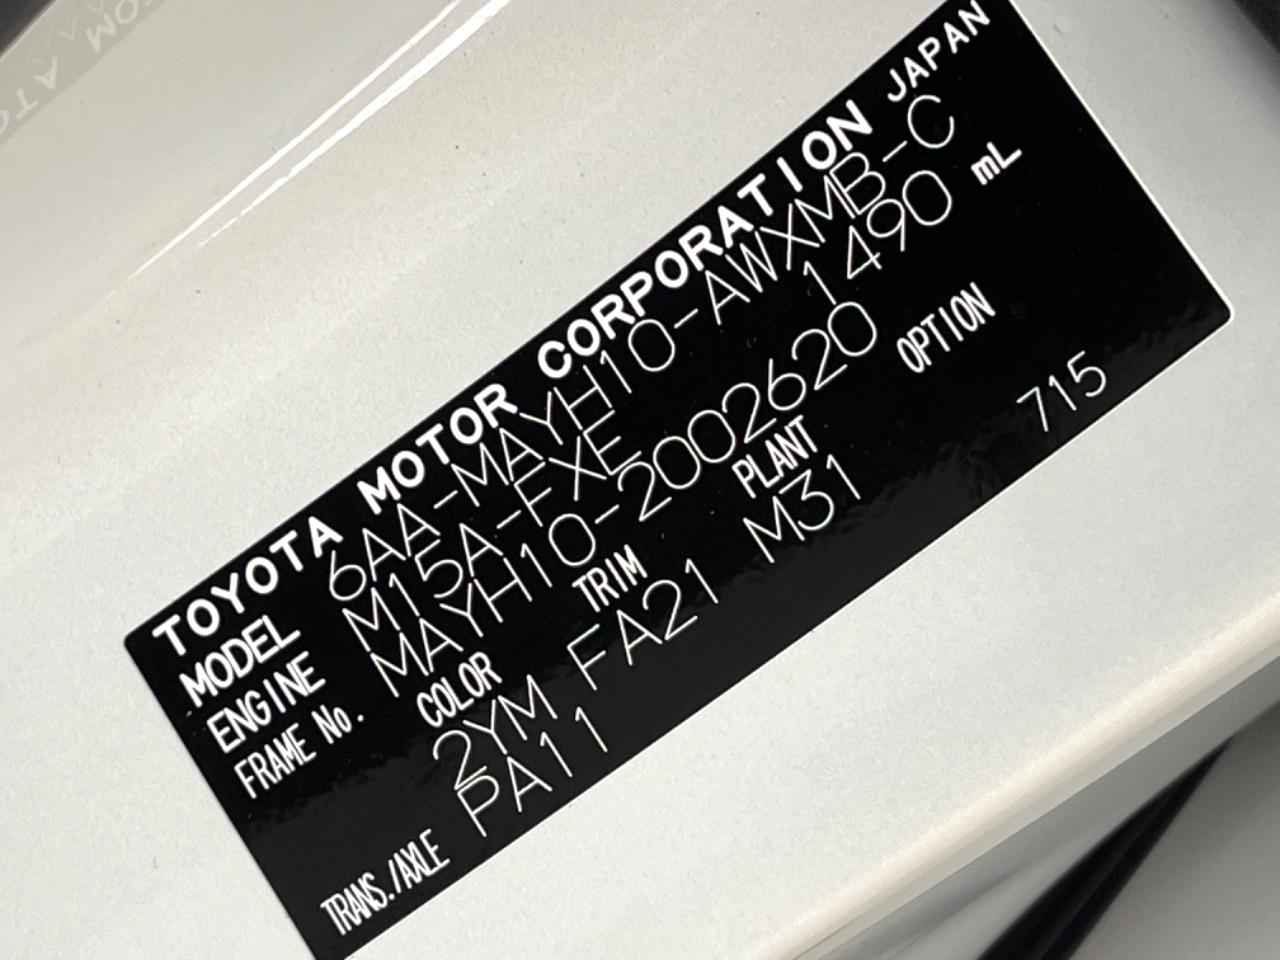 TOYOTA MOTOR CORPORATION JAPAN
MODEL 6AA-MAYH10-AWXMB-C
ENGINE M15A-FXE 1490 mL
FRAME No. MAYH10-2002620
COLOR TRIM PLANT OPTION
2YM FA21 M31 715
TRANS./AXLE PA11